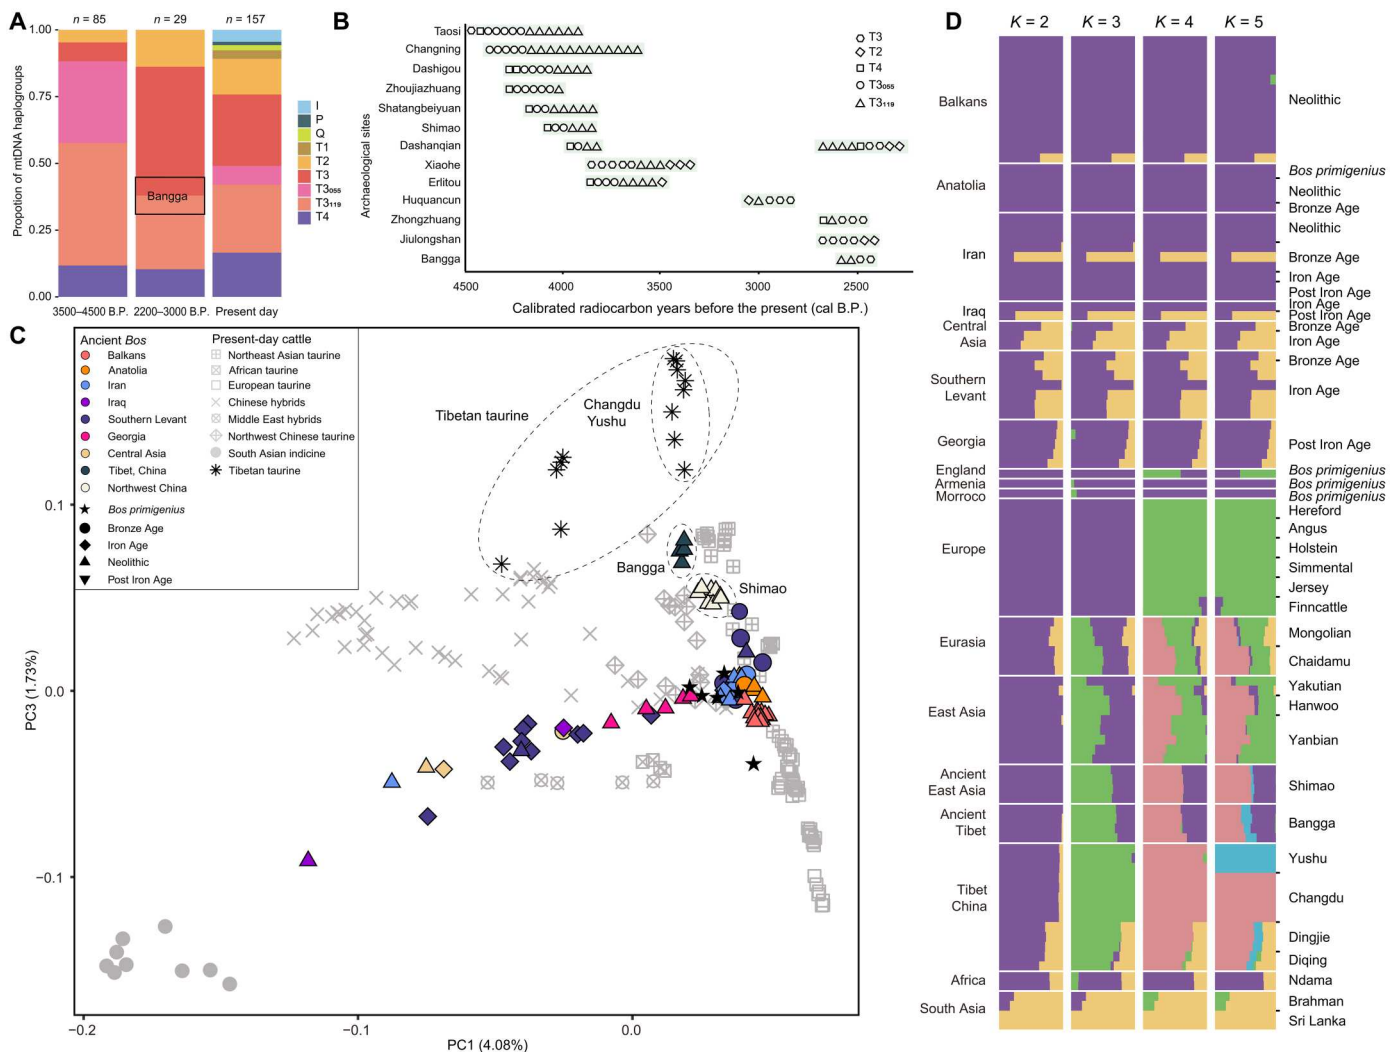 A
n = 85
n = 29
n = 157
Propotion of mtDNA haplogroups
1.00
0.75
0.50
0.25
0.00
Bangga
3500–4500 B.P.
2200–3000 B.P.
Present day
I
P
Q
T1
T2
T3
T3₀₅₅
T3₁₁₉
T4
B
Archaeological sites
Taosi
Changning
Dashigou
Zhoujiazhuang
Shatangbeiyuan
Shimao
Dashanqian
Xiaohe
Erlitou
Huquancun
Zhongzhuang
Jiulongshan
Bangga
T3
T2
T4
T3₀₅₅
T3₁₁₉
4500
4000
3500
3000
2500
Calibrated radiocarbon years before the present (cal B.P.)
C
Ancient Bos
Balkans
Anatolia
Iran
Iraq
Southern Levant
Georgia
Central Asia
Tibet, China
Northwest China
Bos primigenius
Bronze Age
Iron Age
Neolithic
Post Iron Age
Present-day cattle
Northeast Asian taurine
African taurine
European taurine
Chinese hybrids
Middle East hybrids
Northwest Chinese taurine
South Asian indicine
Tibetan taurine
Tibetan taurine
Changdu
Yushu
Bangga
Shimao
PC3 (1.73%)
0.1
0.0
−0.1
−0.2
−0.1
0.0
PC1 (4.08%)
D
K = 2
K = 3
K = 4
K = 5
Balkans
Anatolia
Iran
Iraq
Central
Asia
Southern
Levant
Georgia
England
Armenia
Morroco
Europe
Eurasia
East Asia
Ancient
East Asia
Ancient
Tibet
Tibet
China
Africa
South Asia
Neolithic
Bos primigenius
Neolithic
Bronze Age
Neolithic
Bronze Age
Iron Age
Post Iron Age
Iron Age
Post Iron Age
Bronze Age
Iron Age
Bronze Age
Iron Age
Post Iron Age
Bos primigenius
Bos primigenius
Bos primigenius
Hereford
Angus
Holstein
Simmental
Jersey
Finncattle
Mongolian
Chaidamu
Yakutian
Hanwoo
Yanbian
Shimao
Bangga
Yushu
Changdu
Dingjie
Diqing
Ndama
Brahman
Sri Lanka